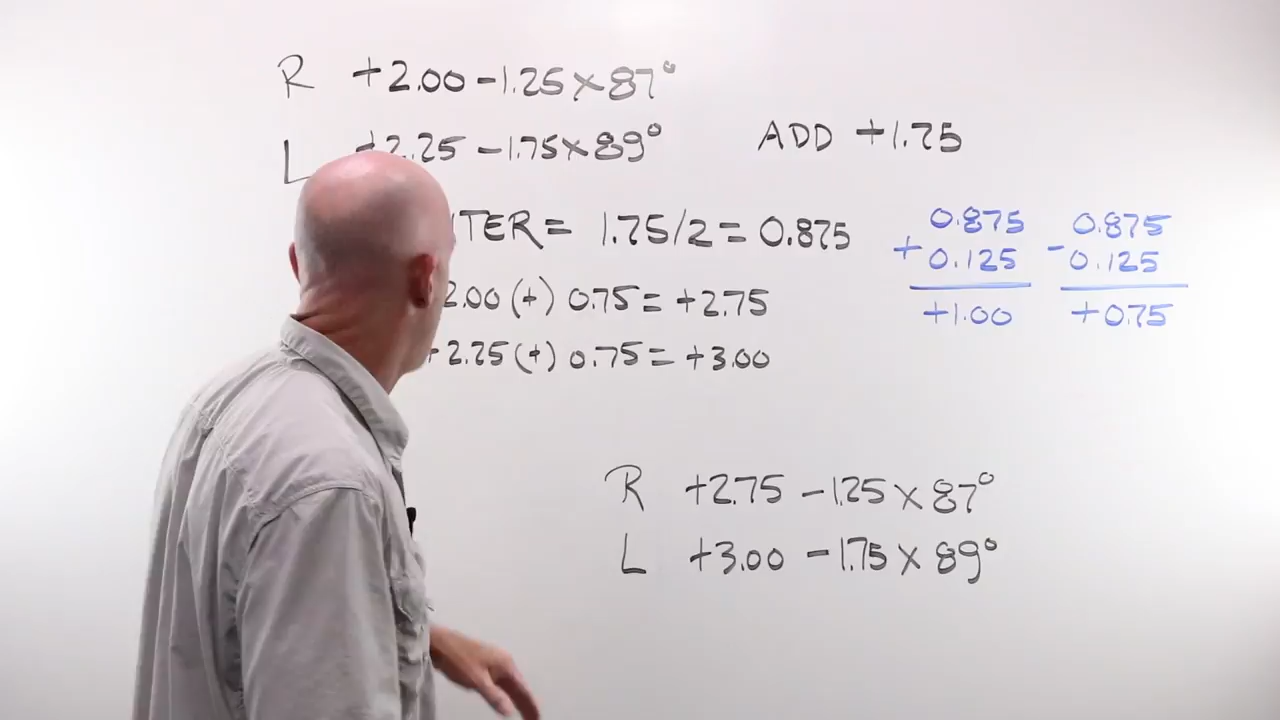 R +2.00 -1.25 x 87°
L +2.25 -1.75 x 89°
ADD +1.75
= 1.75/2 = 0.875
2.00 (+) 0.75 = +2.75
+2.25 (+) 0.75 = +3.00
0.875
+ 0.125
+1.00
0.875
- 0.125
+0.75
R +2.75 -1.25 x 87°
L +3.00 -1.75 x 89°